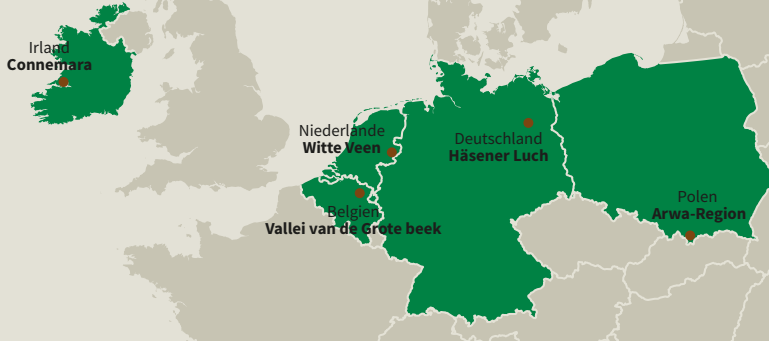 Irland
Connemara
Niederlande
Witte Veen
Deutschland
Häsener Luch
Polen
Arwa-Region
Belgien
Vallei van de Grote beek